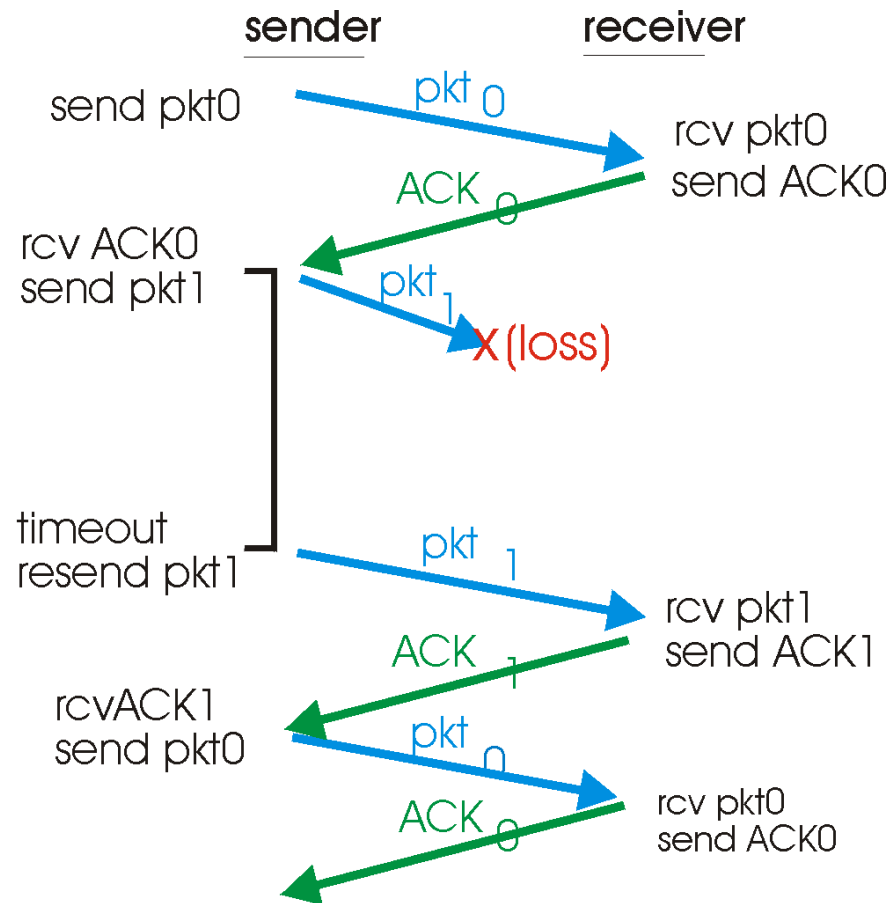 sender
receiver
send pkt0
pkt 0
rcv pkt0
send ACK0
ACK 0
rcv ACK0
send pkt1
pkt 1
X (loss)
timeout
resend pkt1
pkt 1
rcv pkt1
send ACK1
ACK 1
rcvACK1
send pkt0
pkt 0
rcv pkt0
send ACK0
ACK 0